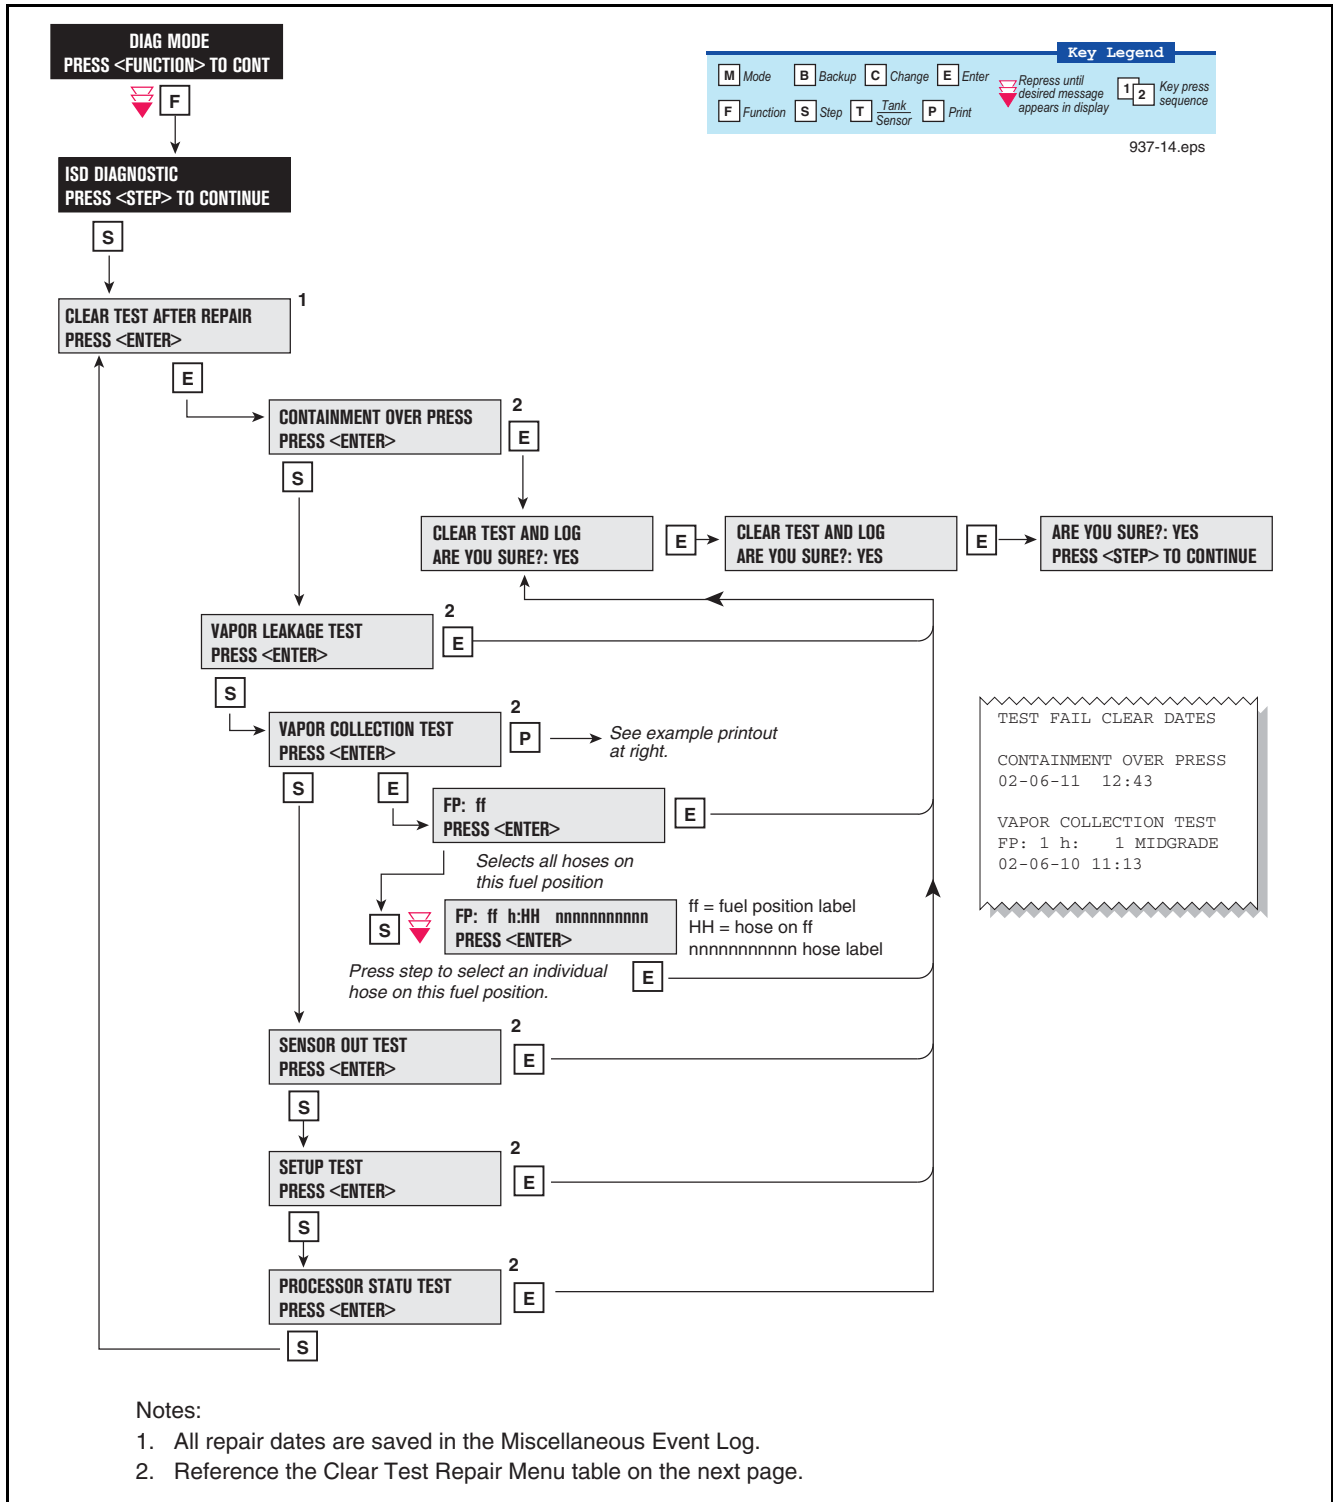 DIAG MODE
PRESS <FUNCTION> TO CONT
F
Key Legend
M Mode B Backup C Change E Enter
F Function S Step T Tank Sensor P Print
Repress until
desired message
appears in display
1 2
Key press
sequence
937-14.eps
ISD DIAGNOSTIC
PRESS <STEP> TO CONTINUE
S
CLEAR TEST AFTER REPAIR
PRESS <ENTER>
1
E
CONTAINMENT OVER PRESS
PRESS <ENTER>
2
E
S
CLEAR TEST AND LOG
ARE YOU SURE?: YES
E
CLEAR TEST AND LOG
ARE YOU SURE?: YES
E
ARE YOU SURE?: YES
PRESS <STEP> TO CONTINUE
VAPOR LEAKAGE TEST
PRESS <ENTER>
2
E
S
VAPOR COLLECTION TEST
PRESS <ENTER>
2
P
See example printout
at right.
S
E
FP: ff
PRESS <ENTER>
E
Selects all hoses on
this fuel position
S
FP: ff h:HH nnnnnnnnnnn
PRESS <ENTER>
ff = fuel position label
HH = hose on ff
nnnnnnnnnnn hose label
Press step to select an individual
hose on this fuel position.
E
TEST FAIL CLEAR DATES
CONTAINMENT OVER PRESS
02-06-11 12:43
VAPOR COLLECTION TEST
FP: 1 h: 1 MIDGRADE
02-06-10 11:13
SENSOR OUT TEST
PRESS <ENTER>
2
E
S
SETUP TEST
PRESS <ENTER>
2
E
S
PROCESSOR STATU TEST
PRESS <ENTER>
2
E
S
Notes:
1. All repair dates are saved in the Miscellaneous Event Log.
2. Reference the Clear Test Repair Menu table on the next page.